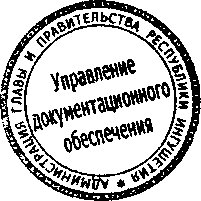 АДМИНИСТРАЦИЯ ГЛАВЫ И ПРАВИТЕЛЬСТВА РЕСПУБЛИКИ ИНГУШЕТИЯ *
Управление
документационного
обеспечения